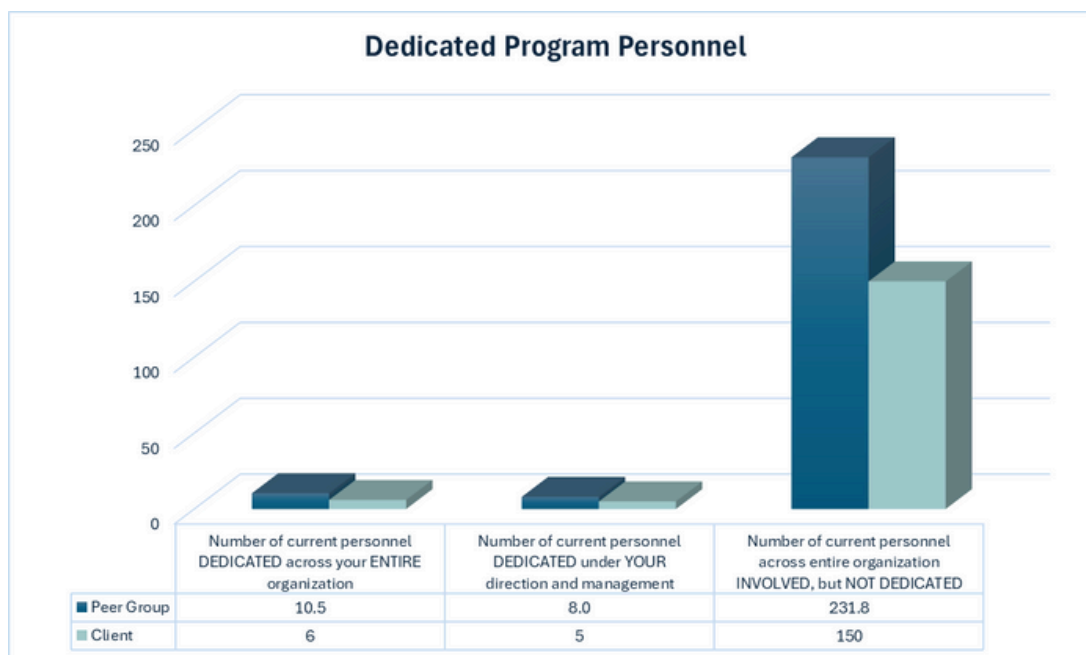 Dedicated Program Personnel
250
200
150
100
50
0
Number of current personnel
DEDICATED across your ENTIRE
organization
Number of current personnel
DEDICATED under YOUR
direction and management
Number of current personnel
across entire organization
INVOLVED, but NOT DEDICATED
Peer Group 10.5 8.0 231.8
Client 6 5 150